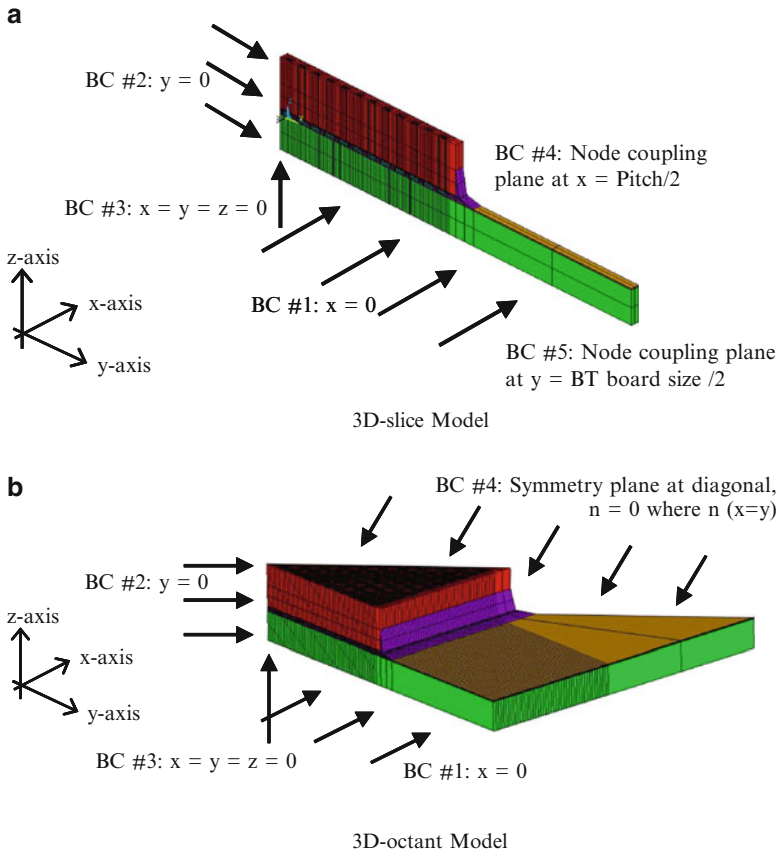 a
BC #2: y = 0
BC #4: Node coupling
plane at x = Pitch/2
BC #3: x = y = z = 0
z-axis
x-axis
BC #1: x = 0
y-axis
BC #5: Node coupling plane
at y = BT board size /2
3D-slice Model
b
BC #4: Symmetry plane at diagonal,
n = 0 where n (x=y)
BC #2: y = 0
z-axis
x-axis
y-axis
BC #3: x = y = z = 0
BC #1: x = 0
3D-octant Model